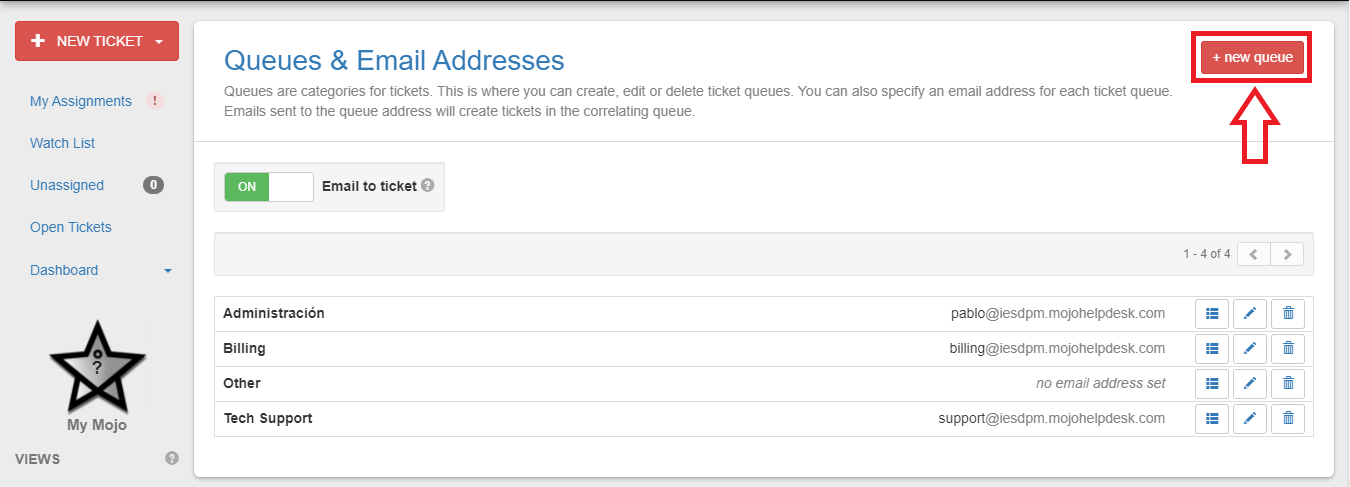 NEW TICKET
My Assignments !
Watch List
Unassigned 0
Open Tickets
Dashboard
?
My Mojo
VIEWS ?
Queues & Email Addresses
+ new queue
Queues are categories for tickets. This is where you can create, edit or delete ticket queues. You can also specify an email address for each ticket queue.
Emails sent to the queue address will create tickets in the correlating queue.
ON Email to ticket ?
1 - 4 of 4
Administración pablo@iesdpm.mojohelpdesk.com
Billing billing@iesdpm.mojohelpdesk.com
Other no email address set
Tech Support support@iesdpm.mojohelpdesk.com